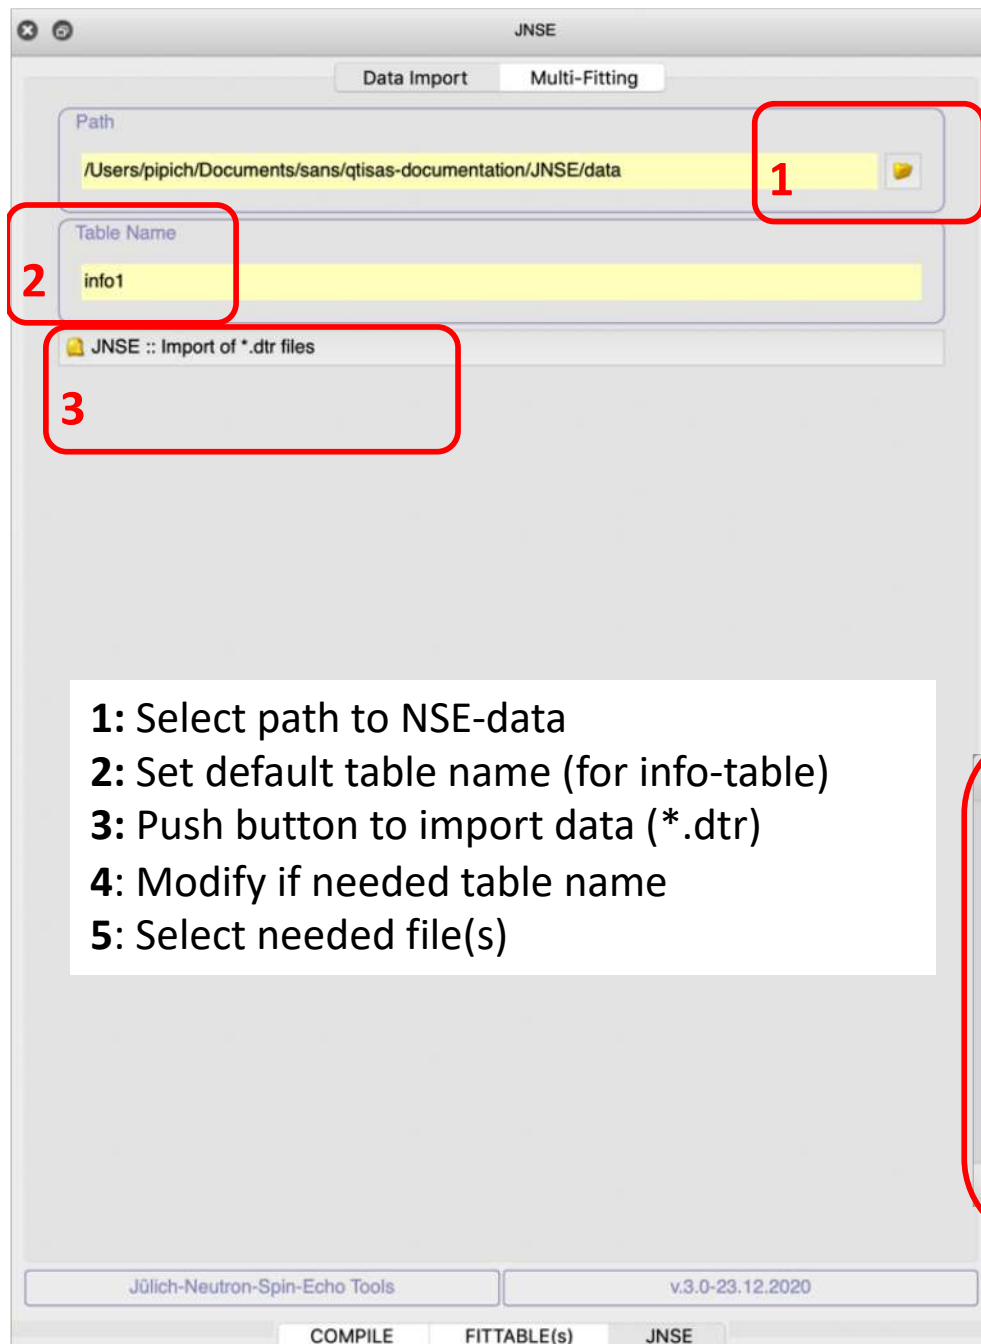 JNSE
Data Import Multi-Fitting
Path
/Users/pipich/Documents/sans/qtisas-documentation/JNSE/data
1
Table Name
2
info1
JNSE :: Import of *.dtr files
3
1: Select path to NSE-data
2: Set default table name (for info-table)
3: Push button to import data (*.dtr)
4: Modify if needed table name
5: Select needed file(s)
Jülich-Neutron-Spin-Echo Tools v.3.0-23.12.2020
COMPILE FITTABLE(s) JNSE